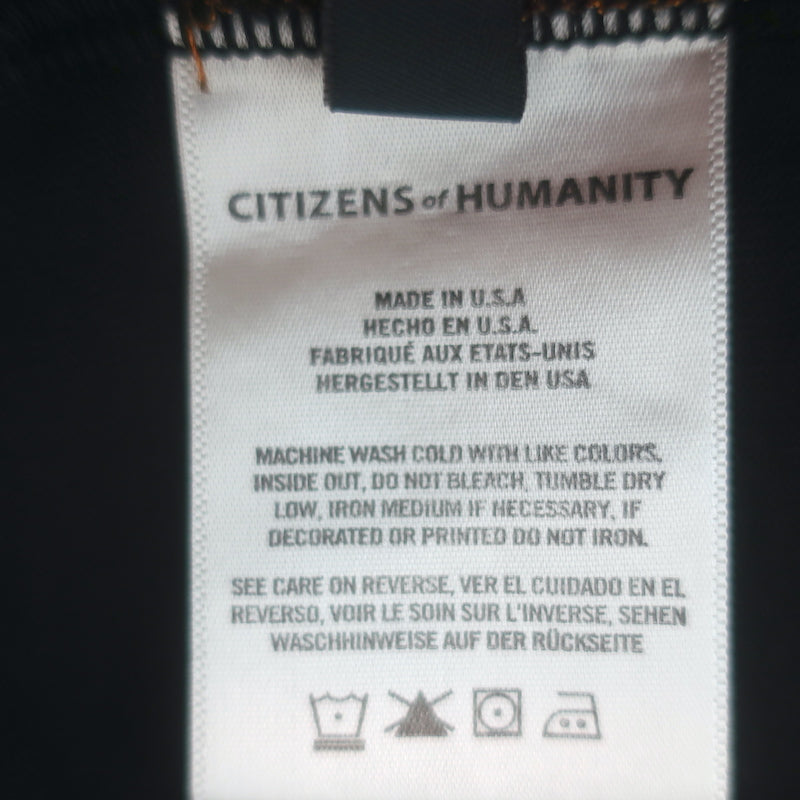 CITIZENS of HUMANITY
MADE IN U.S.A
HECHO EN U.S.A.
FABRIQUÉ AUX ETATS-UNIS
HERGESTELLT IN DEN USA
MACHINE WASH COLD WITH LIKE COLORS,
INSIDE OUT, DO NOT BLEACH, TUMBLE DRY
LOW, IRON MEDIUM IF NECESSARY, IF
DECORATED OR PRINTED DO NOT IRON.
SEE CARE ON REVERSE, VER EL CUIDADO EN EL
REVERSO, VOIR LE SOIN SUR L'INVERSE, SEHEN
WASCHHINWEISE AUF DER RÜCKSEITE